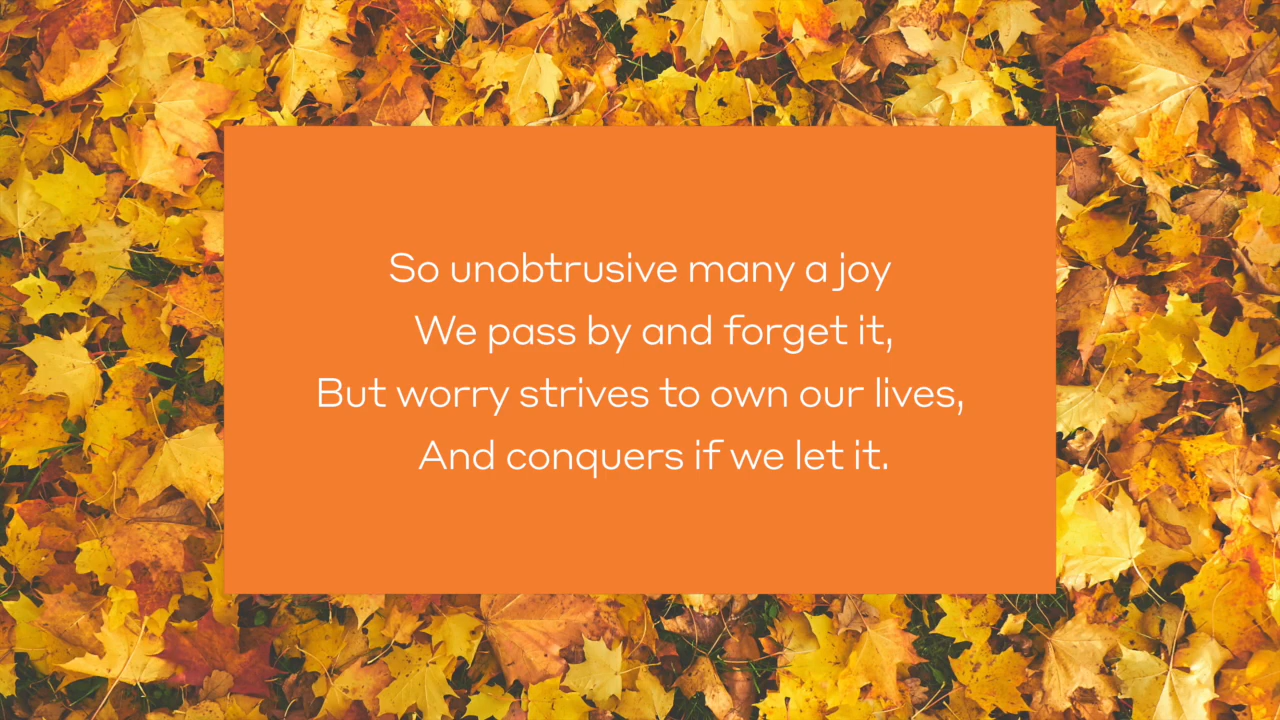 So unobtrusive many a joy
We pass by and forget it,
But worry strives to own our lives,
And conquers if we let it.